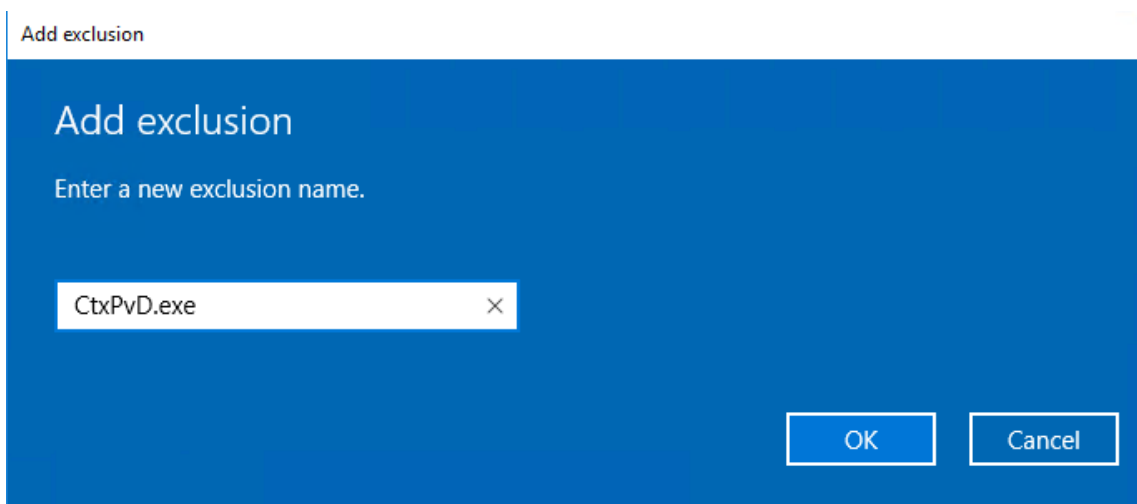 Add exclusion
Add exclusion
Enter a new exclusion name.
CtxPvD.exe
OK Cancel